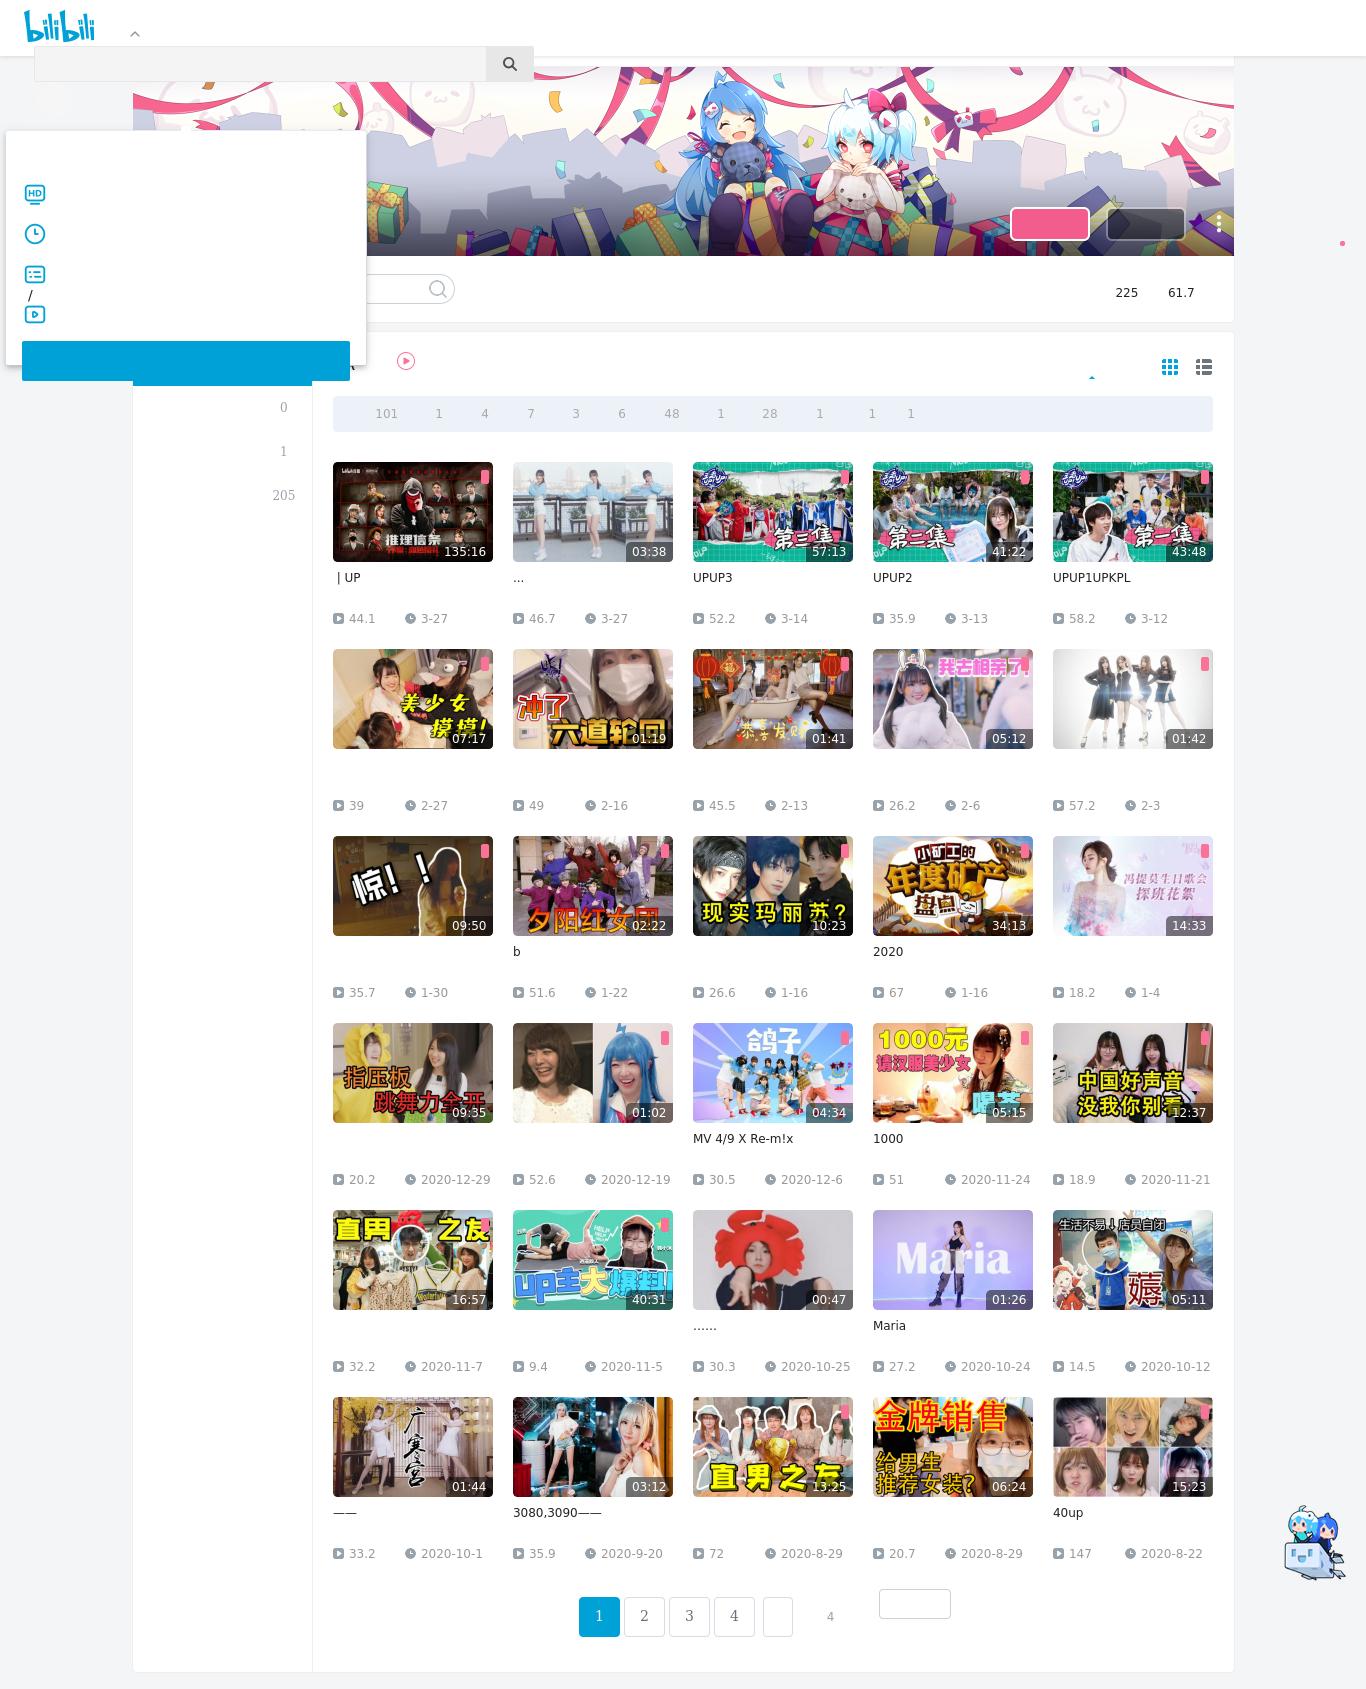 bilibili
HD
/
225 61.7
0
1
205
101 1 4 7 3 6 48 1 28 1 1 1
推理信条
135:16
03:38
第三集
57:13
第二集
41:22
第一集
43:48
| UP
...
UPUP3
UPUP2
UPUP1UPKPL
44.1 3-27
46.7 3-27
52.2 3-14
35.9 3-13
58.2 3-12
美少女
摸摸!
07:17
冲了
六道轮回
01:19
福
恭喜发财
01:41
我去相亲了
05:12
01:42
39 2-27
49 2-16
45.5 2-13
26.2 2-6
57.2 2-3
惊!!
09:50
夕阳红女团
02:22
现实玛丽苏?
10:23
小矿工的
年度矿产
盘点
34:13
冯提莫生日歌会
探班花絮
14:33
b
2020
35.7 1-30
51.6 1-22
26.6 1-16
67 1-16
18.2 1-4
指压板
跳舞力全开
09:35
01:02
鸽子
04:34
1000元
请汉服美少女
喝茶
05:15
中国好声音
没我你别看
12:37
MV 4/9 X Re-m!x
1000
20.2 2020-12-29
52.6 2020-12-19
30.5 2020-12-6
51 2020-11-24
18.9 2020-11-21
直男之友
16:57
up主大爆料!
40:31
00:47
Maria
01:26
生活不易↓店员自闭
薅
05:11
......
Maria
32.2 2020-11-7
9.4 2020-11-5
30.3 2020-10-25
27.2 2020-10-24
14.5 2020-10-12
广寒宫
01:44
03:12
直男之友
13:25
金牌销售
给男生
推荐女装?
06:24
15:23
——
3080,3090——
40up
33.2 2020-10-1
35.9 2020-9-20
72 2020-8-29
20.7 2020-8-29
147 2020-8-22
1 2 3 4 4